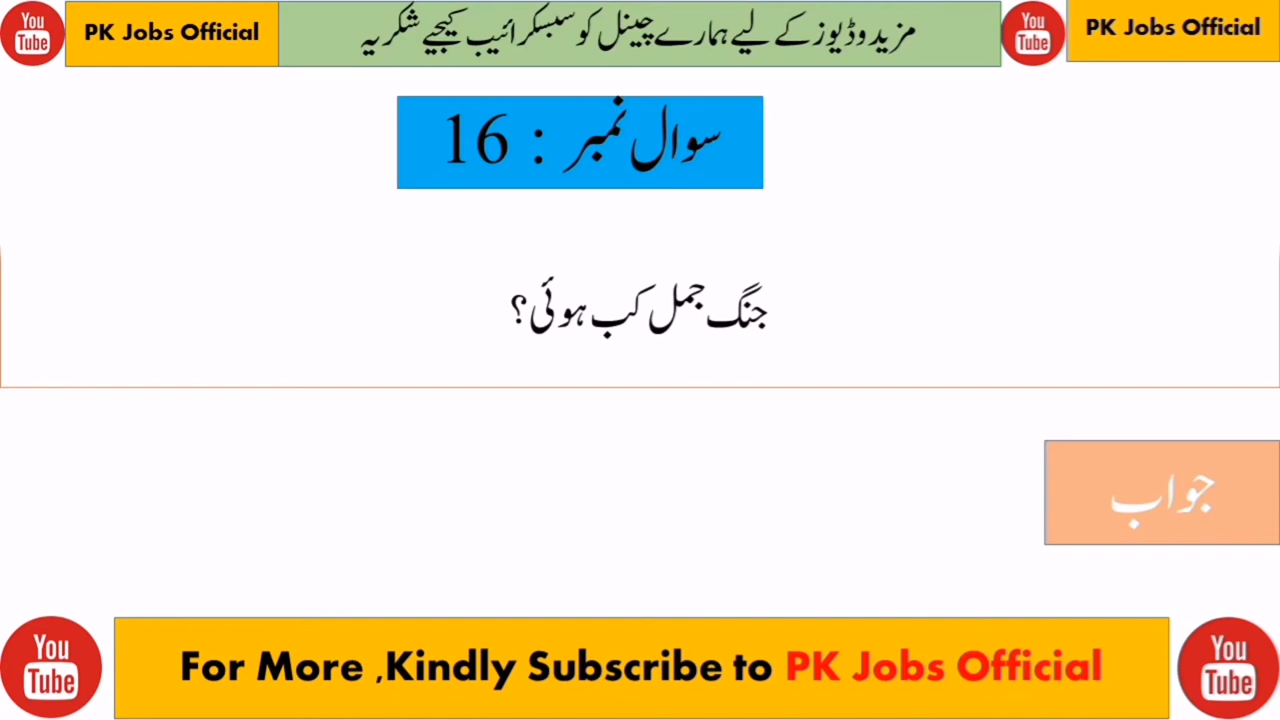 You Tube
PK Jobs Official
مزید وڈیوز کے لیے ہمارے چینل کو سبسکرائیب کیجیے شکریہ
You Tube
PK Jobs Official
سوال نمبر : 16
جنگ جمل کب ہوئی؟
جواب
You Tube
For More ,Kindly Subscribe to PK Jobs Official
You Tube